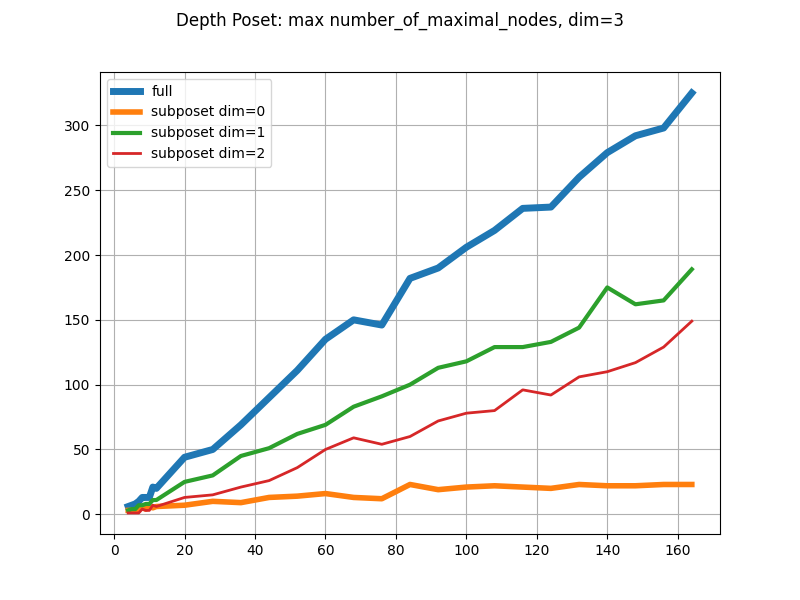 Depth Poset: max number_of_maximal_nodes, dim=3
full
subposet dim=0
subposet dim=1
subposet dim=2
300
250
200
150
100
50
0
0 20 40 60 80 100 120 140 160